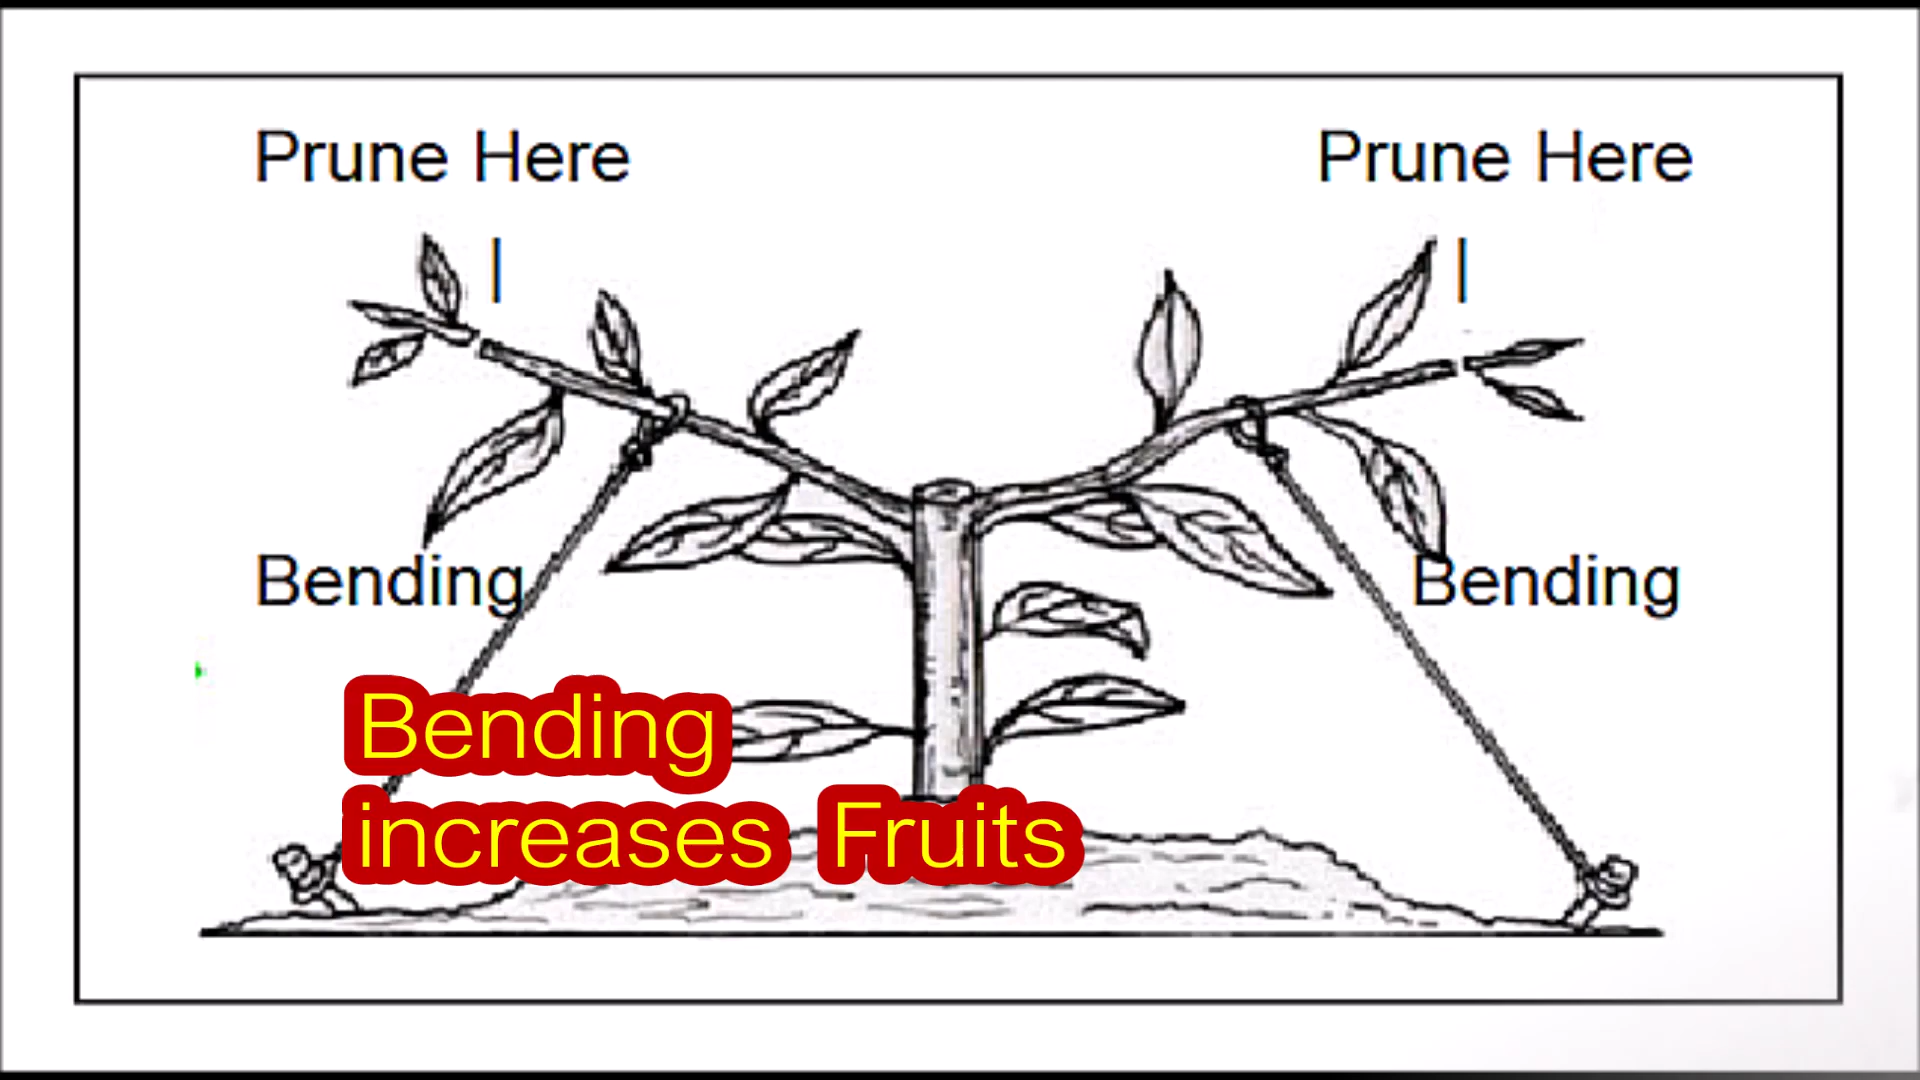 Prune Here
Prune Here
Bending
Bending
Bending
increases Fruits